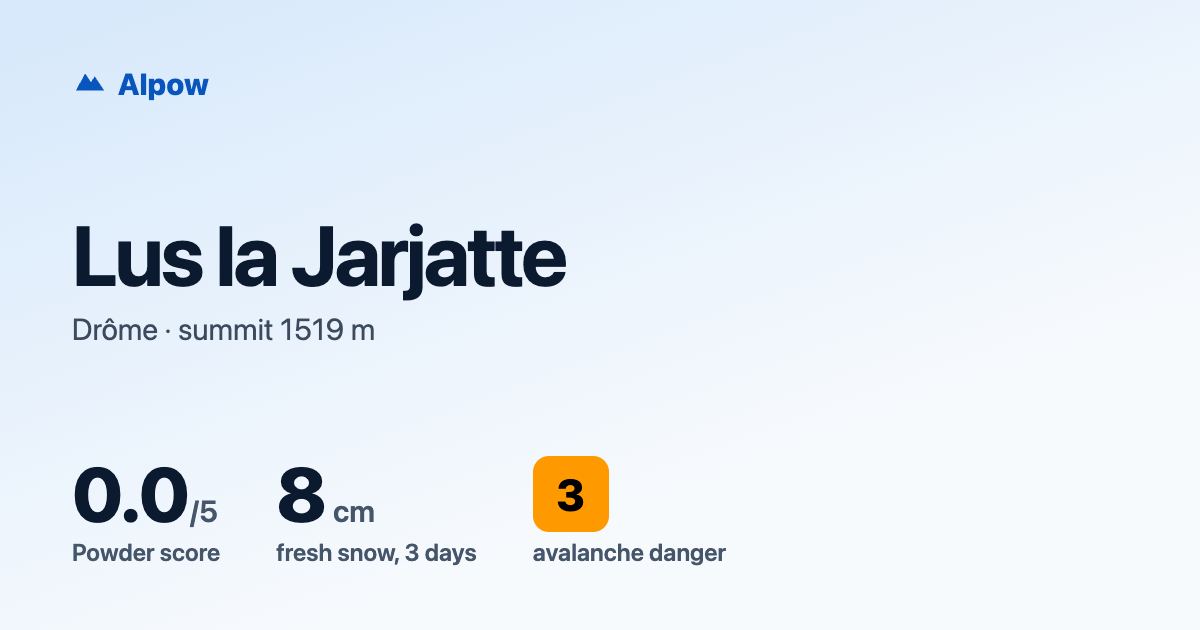 Alpow
Lus la Jarjatte
Drôme · summit 1519 m
0.0/5
Powder score
8 cm
fresh snow, 3 days
3
avalanche danger